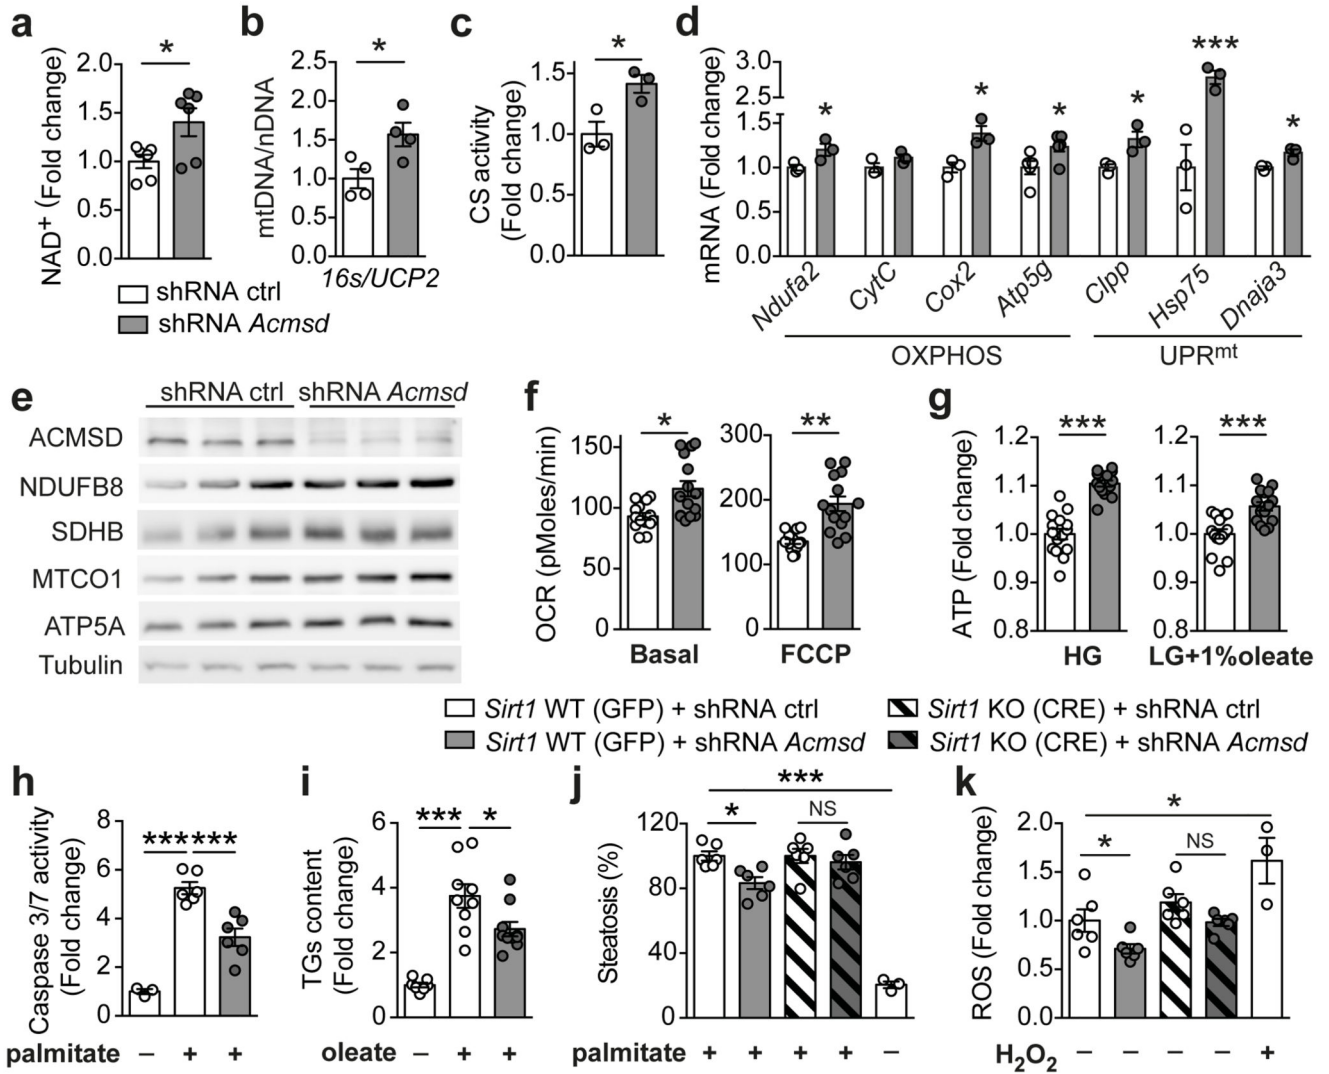 a
NAD+ (Fold change)
2.0
1.5
1.0
0.5
0.0
*
shRNA ctrl
shRNA Acmsd
b
mtDNA/nDNA
2.5
2.0
1.5
1.0
0.5
0.0
*
16s/UCP2
c
CS activity
(Fold change)
1.5
1.0
0.5
0.0
*
d
mRNA (Fold change)
3.0
2.5
1.5
1.0
0.5
0.0
* * * * *** *
Ndufa2 CytC Cox2 Atp5g Clpp Hsp75 Dnaja3
OXPHOS UPRmt
e
shRNA ctrl shRNA Acmsd
ACMSD
NDUFB8
SDHB
MTCO1
ATP5A
Tubulin
f
OCR (pMoles/min)
150
100
50
0
*
Basal
300
200
100
0
**
FCCP
g
ATP (Fold change)
1.2
1.1
1.0
0.9
0.8
***
HG
1.2
1.1
1.0
0.9
0.8
***
LG+1%oleate
Sirt1 WT (GFP) + shRNA ctrl
Sirt1 WT (GFP) + shRNA Acmsd
Sirt1 KO (CRE) + shRNA ctrl
Sirt1 KO (CRE) + shRNA Acmsd
h
Caspase 3/7 activity
(Fold change)
8
6
4
2
0
*** ***
palmitate − + +
i
TGs content
(Fold change)
6
4
2
0
*** *
oleate − + +
j
Steatosis (%)
120
80
40
0
***
* NS
palmitate + + + + −
k
ROS (Fold change)
2.0
1.5
1.0
0.5
0.0
*
* NS
H2O2 − − − − +